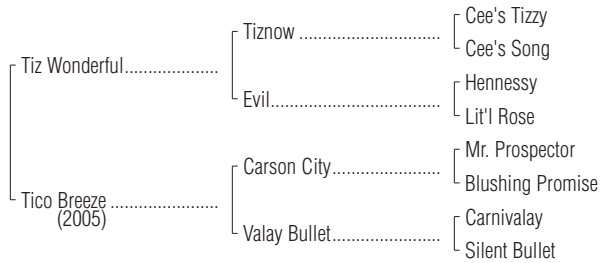 Cee's Tizzy
Tiznow ........................................
Cee's Song
Tiz Wonderful...........................
Hennessy
Evil................................................
Lit'l Rose
Mr. Prospector
Carson City..............................
Blushing Promise
Tico Breeze ...............................
(2005)
Carnivalay
Valay Bullet..............................
Silent Bullet